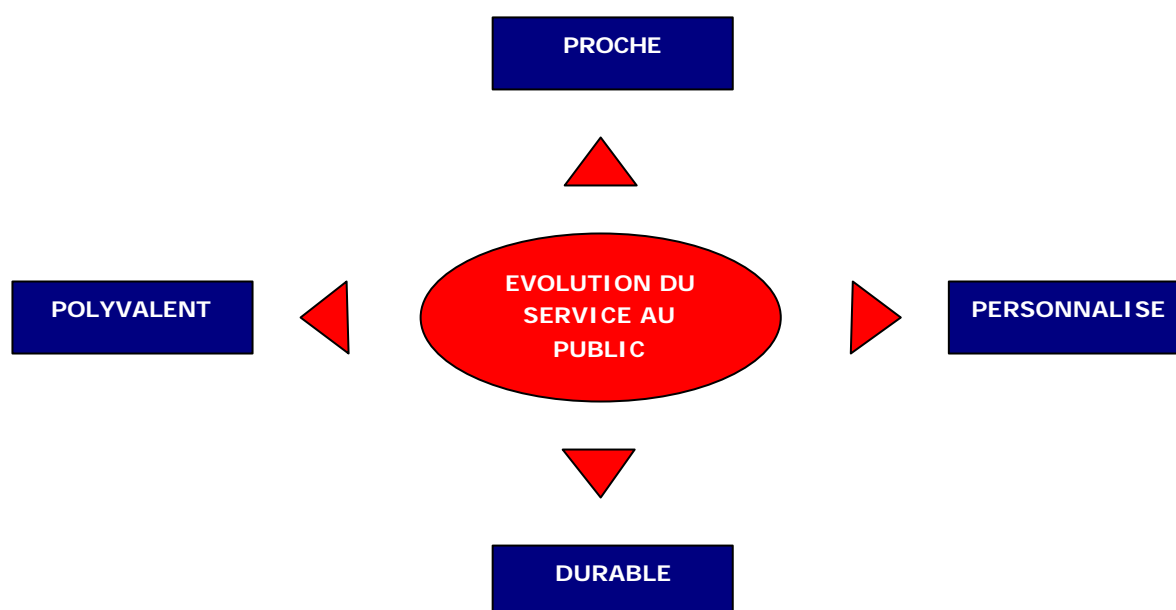 PROCHE
EVOLUTION DU
SERVICE AU
PUBLIC
POLYVALENT
PERSONNALISE
DURABLE